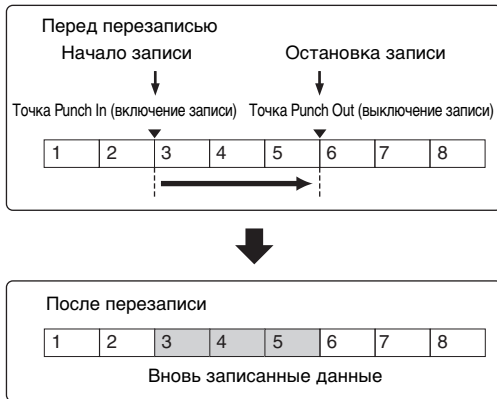 Перед перезаписью
Начало записи Остановка записи
Точка Punch In (включение записи) Точка Punch Out (выключение записи)
1 2 3 4 5 6 7 8
После перезаписи
1 2 3 4 5 6 7 8
Вновь записанные данные